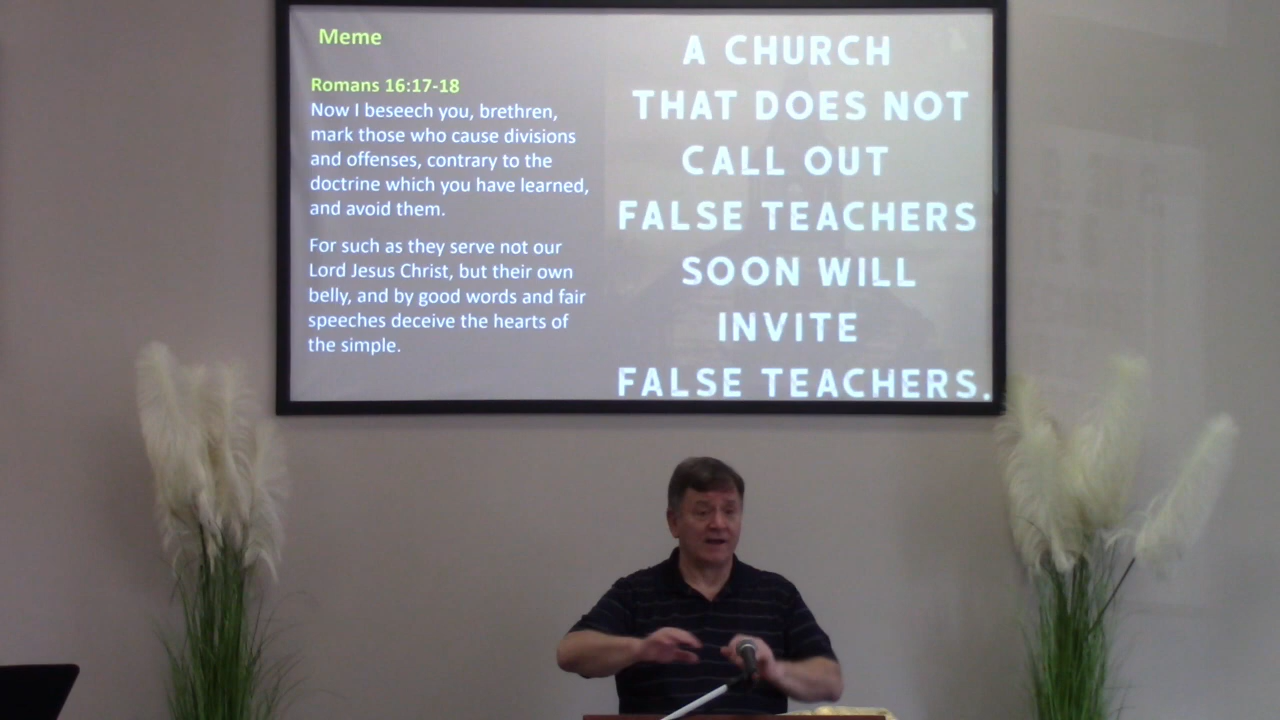 Meme
Romans 16:17-18
Now I beseech you, brethren,
mark those who cause divisions
and offenses, contrary to the
doctrine which you have learned,
and avoid them.
For such as they serve not our
Lord Jesus Christ, but their own
belly, and by good words and fair
speeches deceive the hearts of
the simple.
A CHURCH
THAT DOES NOT
CALL OUT
FALSE TEACHERS
SOON WILL
INVITE
FALSE TEACHERS.